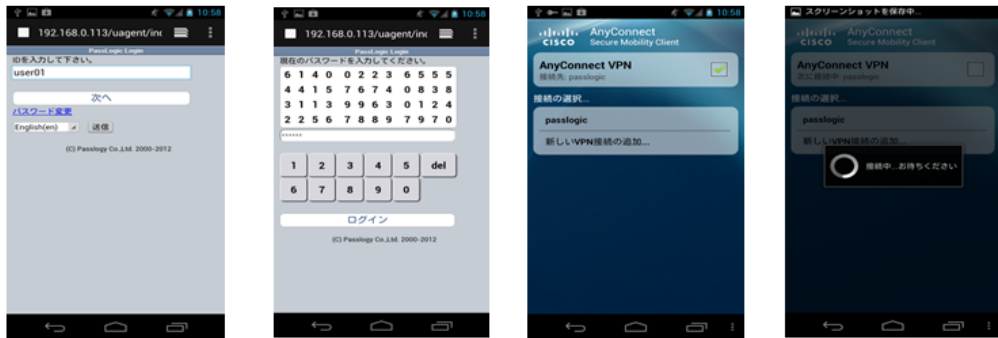 10:58
192.168.0.113/uagent/inc
PassLogic Login
IDを入力して下さい。
user01
次へ
パスワード変更
English(en) 送信
(C) Passlogy Co.,Ltd. 2000-2012
10:58
192.168.0.113/uagent/inc
PassLogic Login
現在のパスワードを入力してください。
6 1 4 0 0 2 2 3 6 5 5 5
4 4 1 5 7 6 7 4 0 8 3 8
3 1 1 3 9 9 6 3 0 1 2 4
2 2 5 6 7 8 8 9 7 9 7 0
······
1 2 3 4 5 del
6 7 8 9 0
ログイン
(C) Passlogy Co.,Ltd. 2000-2012
10:58
CISCO
AnyConnect
Secure Mobility Client
AnyConnect VPN
接続先: passlogic
接続の選択...
passlogic
新しいVPN接続の追加...
スクリーンショットを保存中...
CISCO
AnyConnect
Secure Mobility Client
AnyConnect VPN
次に接続中: passlogic
接続の選択...
passlogic
新しいVPN接続の追加...
接続中...お待ちください